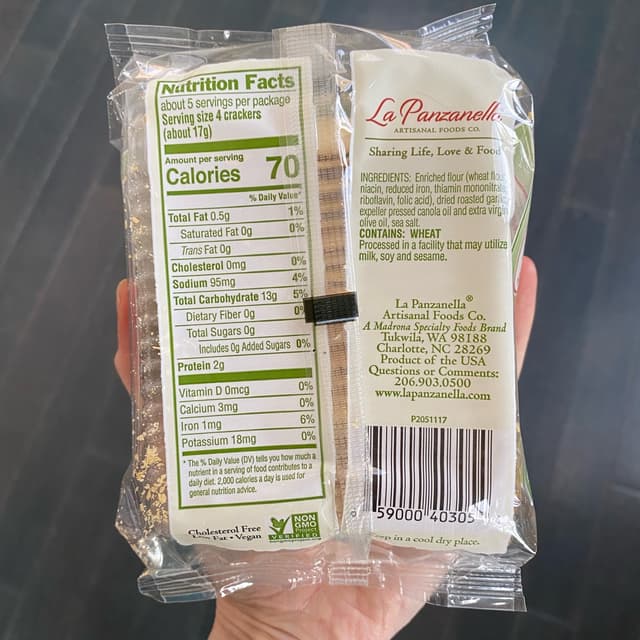 Nutrition Facts
about 5 servings per package
Serving size 4 crackers
(about 17g)
Amount per serving
Calories 70
% Daily Value*
Total Fat 0.5g 1%
Saturated Fat 0g 0%
Trans Fat 0g
Cholesterol 0mg 0%
Sodium 95mg 4%
Total Carbohydrate 13g 5%
Dietary Fiber 0g 0%
Total Sugars 0g
Includes 0g Added Sugars 0%
Protein 2g
Vitamin D 0mcg 0%
Calcium 3mg 0%
Iron 1mg 6%
Potassium 18mg 0%
* The % Daily Value (DV) tells you how much a
nutrient in a serving of food contributes to a
daily diet. 2,000 calories a day is used for
general nutrition advice.
Cholesterol Free
Low Fat • Vegan
NON
GMO
Project
VERIFIED
La Panzanella
ARTISANAL FOODS CO.
Sharing Life, Love & Food
INGREDIENTS: Enriched flour (wheat flou
niacin, reduced iron, thiamin mononitrate
riboflavin, folic acid), dried roasted garlic
expeller pressed canola oil and extra virgin
olive oil, sea salt.
CONTAINS: WHEAT
Processed in a facility that may utilize
milk, soy and sesame.
La Panzanella®
Artisanal Foods Co.
A Madrona Specialty Foods Brand
Tukwila, WA 98188
Charlotte, NC 28269
Product of the USA
Questions or Comments:
206.903.0500
www.lapanzanella.com
P2051117
59000 40305
in a cool dry place.